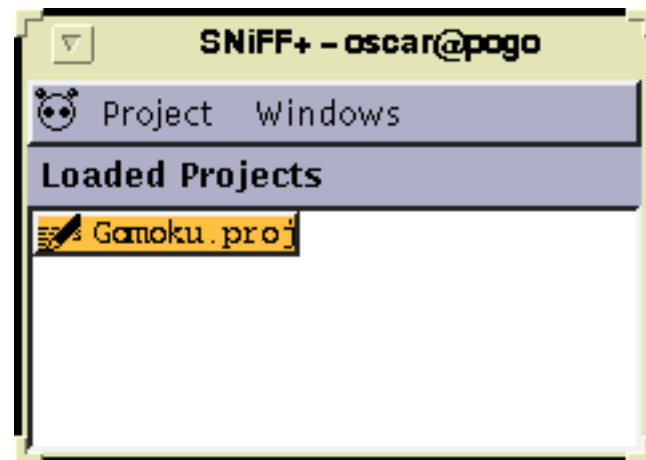 SNiFF+ – oscar@pogo
Project Windows
Loaded Projects
Gomoku.proj